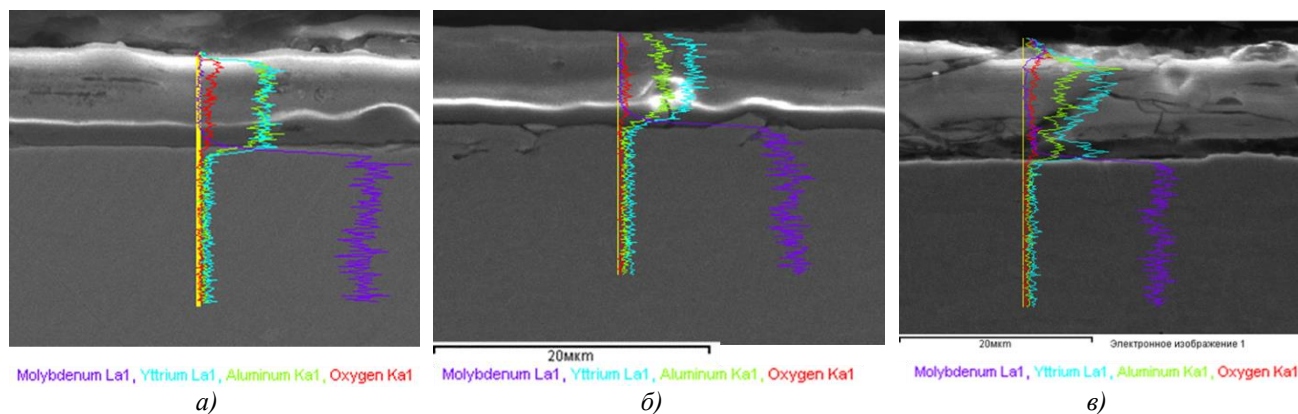 20мкм
20мкм Электронное изображение 1
Molybdenum La1, Yttrium La1, Aluminum Ka1, Oxygen Ka1
Molybdenum La1, Yttrium La1, Aluminum Ka1, Oxygen Ka1
Molybdenum La1, Yttrium La1, Aluminum Ka1, Oxygen Ka1
а) б) в)